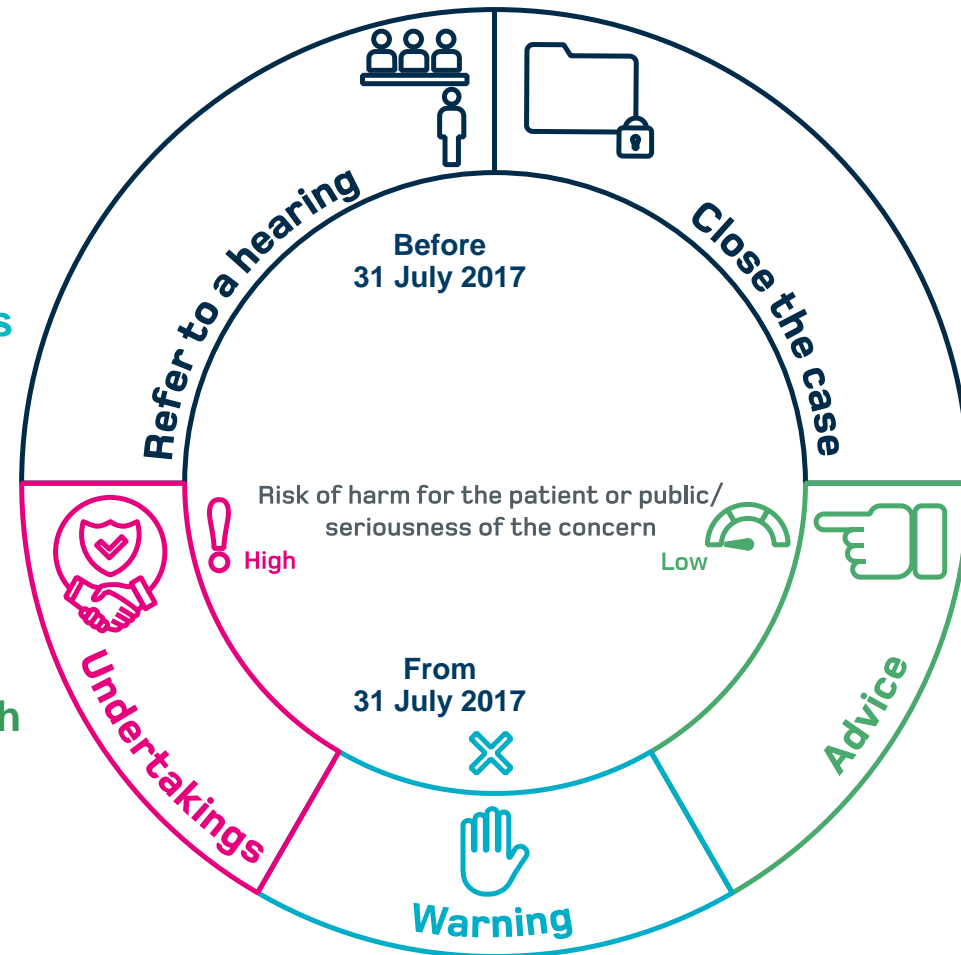 Refer to a hearing
Close the case
Before
31 July 2017
s
Risk of harm for the patient or public/
seriousness of the concern
High
Low
From
31 July 2017
h
Undertakings
Advice
Warning